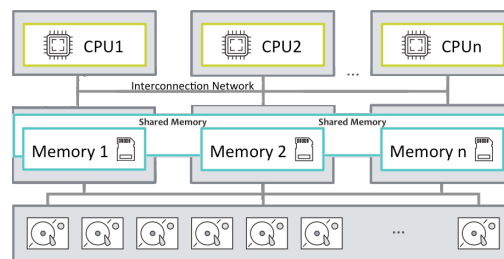 CPU1
CPU2
CPUn
...
Interconnection Network
Shared Memory
Shared Memory
Memory 1
Memory 2
Memory n
...